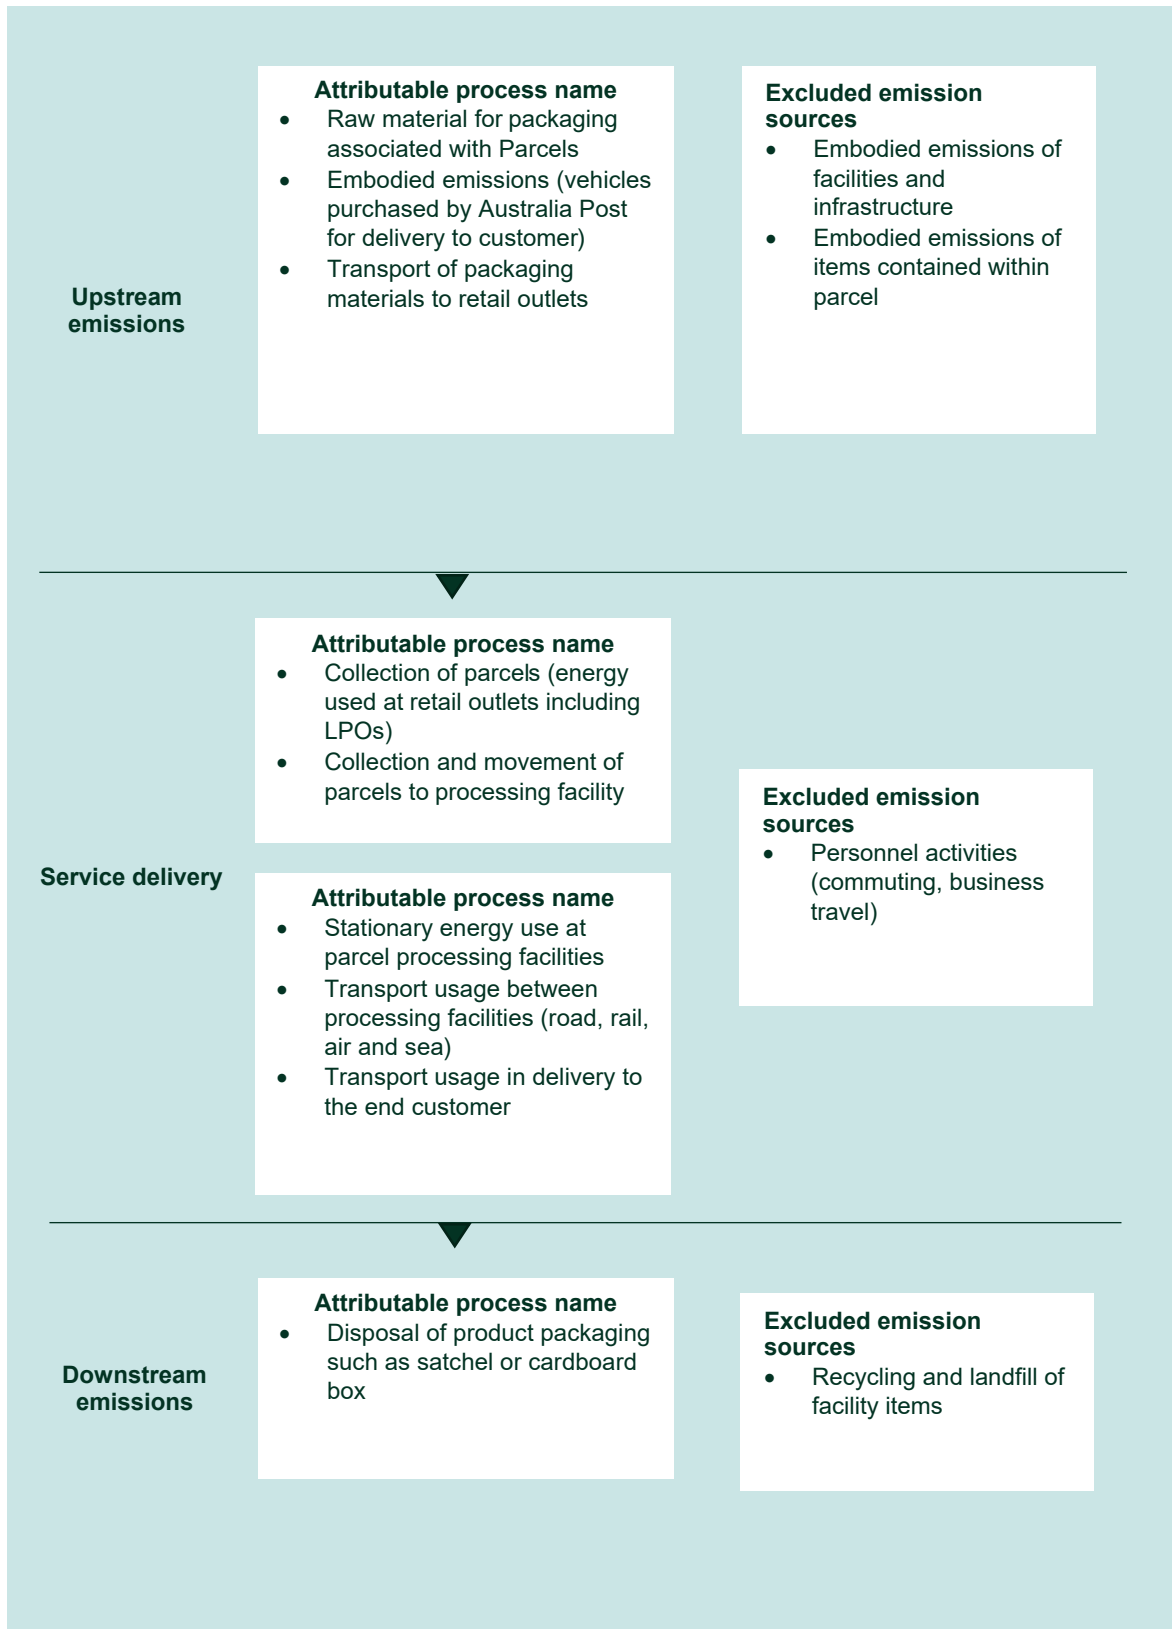 Upstream
emissions
Attributable process name
• Raw material for packaging
associated with Parcels
• Embodied emissions (vehicles
purchased by Australia Post
for delivery to customer)
• Transport of packaging
materials to retail outlets
Excluded emission
sources
• Embodied emissions of
facilities and
infrastructure
• Embodied emissions of
items contained within
parcel
Service delivery
Attributable process name
• Collection of parcels (energy
used at retail outlets including
LPOs)
• Collection and movement of
parcels to processing facility
Attributable process name
• Stationary energy use at
parcel processing facilities
• Transport usage between
processing facilities (road, rail,
air and sea)
• Transport usage in delivery to
the end customer
Excluded emission
sources
• Personnel activities
(commuting, business
travel)
Downstream
emissions
Attributable process name
• Disposal of product packaging
such as satchel or cardboard
box
Excluded emission
sources
• Recycling and landfill of
facility items